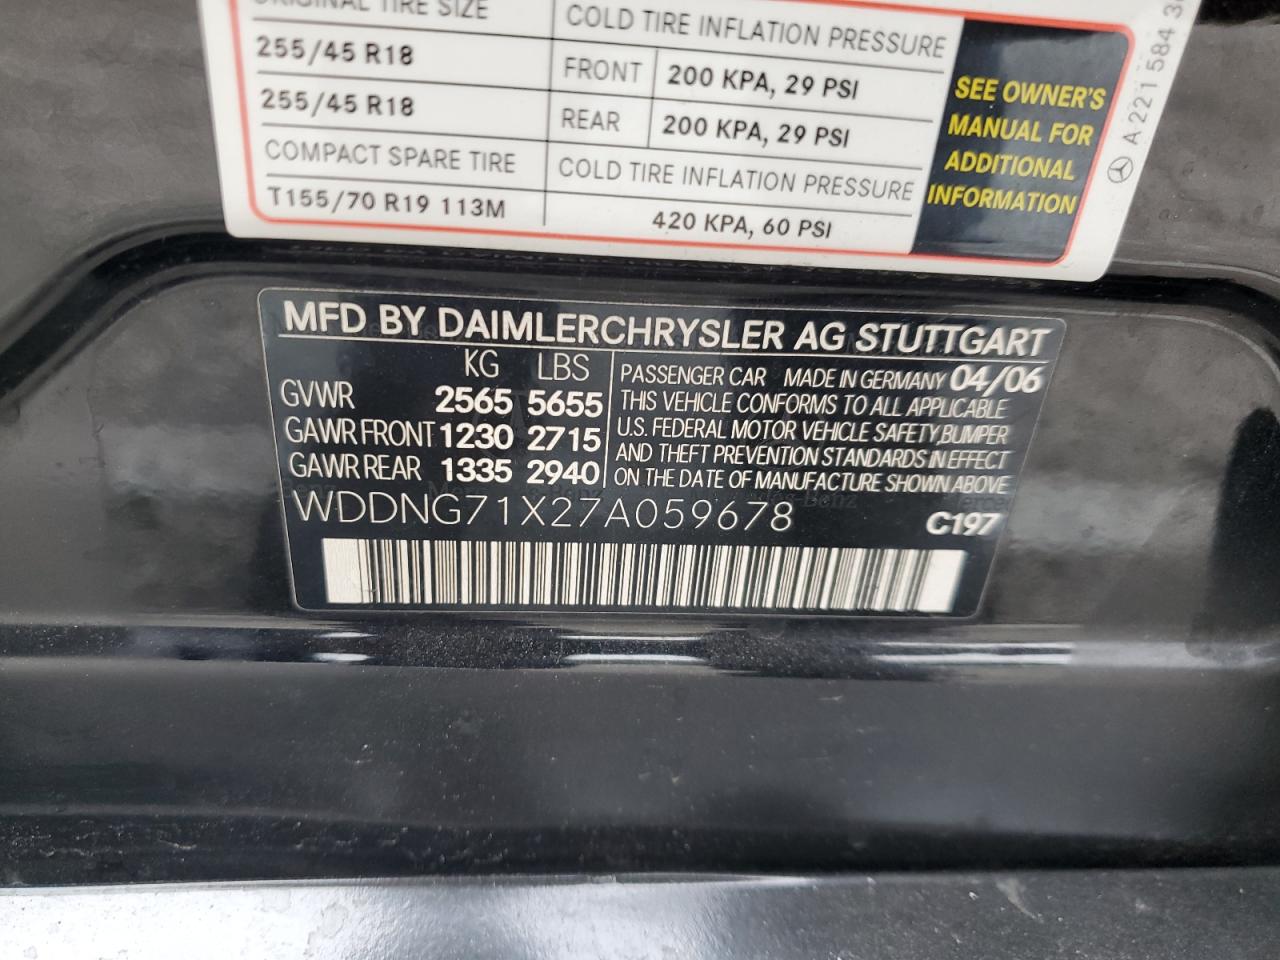 ORIGINAL TIRE SIZE
COLD TIRE INFLATION PRESSURE
255/45 R18
FRONT
200 KPA, 29 PSI
255/45 R18
REAR
200 KPA, 29 PSI
COMPACT SPARE TIRE
COLD TIRE INFLATION PRESSURE
T155/70 R19 113M
420 KPA, 60 PSI
SEE OWNER'S
MANUAL FOR
ADDITIONAL
INFORMATION
A 221 584
MFD BY DAIMLERCHRYSLER AG STUTTGART
KG LBS
GVWR 2565 5655
GAWR FRONT 1230 2715
GAWR REAR 1335 2940
PASSENGER CAR MADE IN GERMANY 04/06
THIS VEHICLE CONFORMS TO ALL APPLICABLE
U.S. FEDERAL MOTOR VEHICLE SAFETY,BUMPER
AND THEFT PREVENTION STANDARDS IN EFFECT
ON THE DATE OF MANUFACTURE SHOWN ABOVE
WDDNG71X27A059678
C197